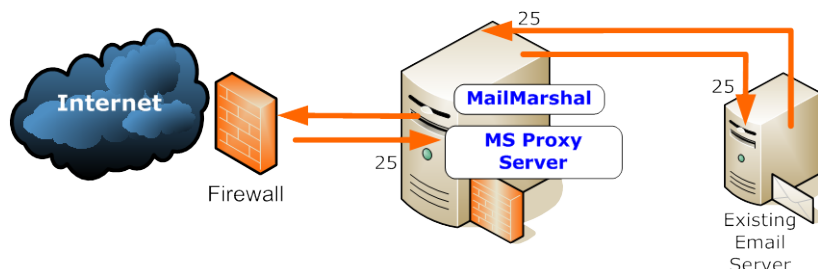 25
Internet
MailMarshal
25
MS Proxy
Server
25
Firewall
Existing
Email
Server